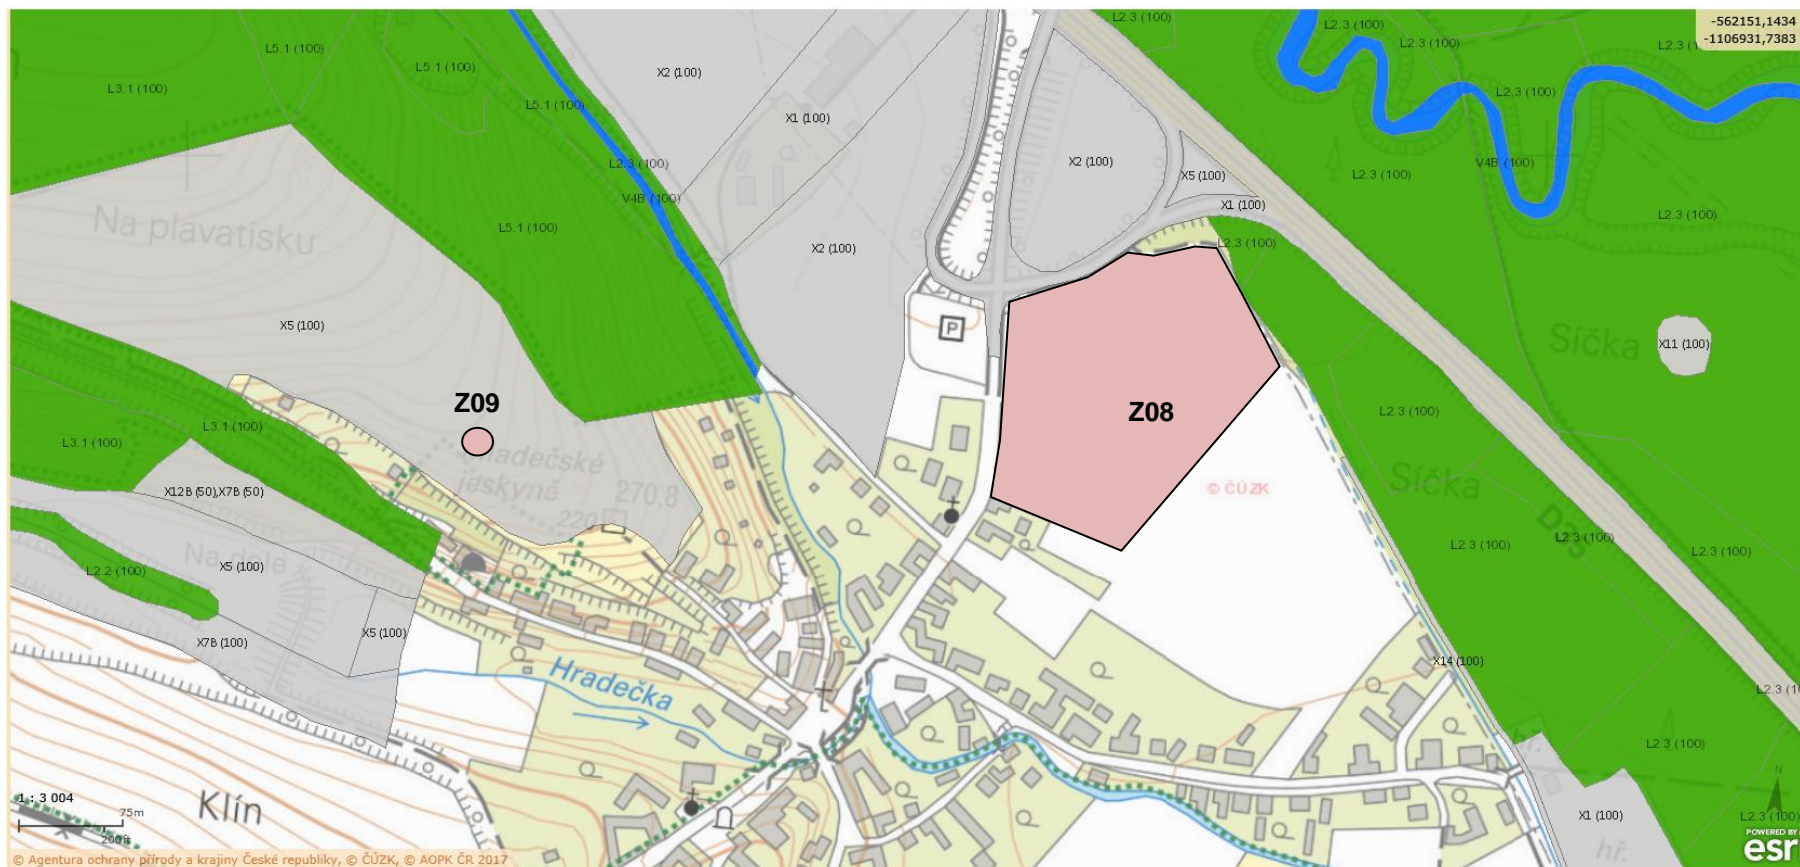 -562151,1434
-1106931,7383
L2.3 (100)
L2.3 (100)
L2.3 (100)
L5.1 (100)
L5.1 (100)
X2 (100)
L3.1 (100)
L2.3 (100)
L5.1 (100)
X1 (100)
X2 (100)
V4B (100)
L2.3 (100)
X5 (100)
L2.3 (100)
V4B (100)
X1 (100)
L2.3 (100)
Na plavatisku
L5.1 (100)
X2 (100)
L2.3 (100)
X5 (100)
P
Síčka
X11 (100)
Z09
Z08
L2.3 (100)
L3.1 (100)
L3.1 (100)
jeskyně
270,8
X12B (50),X7B (50)
© ČÚZK
Síčka
220
D35
L2.3 (100)
L2.3 (100)
L2.3 (100)
Na dele
X5 (100)
L2.2 (100)
X7B (100)
X5 (100)
X14 (100)
Hradečka
L2.3 (100)
hř.
N
1 : 3 004
Klín
75m
200ft
X1 (100)
L2.3 (100)
hř.
POWERED BY
esri
© Agentura ochrany přírody a krajiny České republiky, © ČÚZK, © AOPK ČR 2017